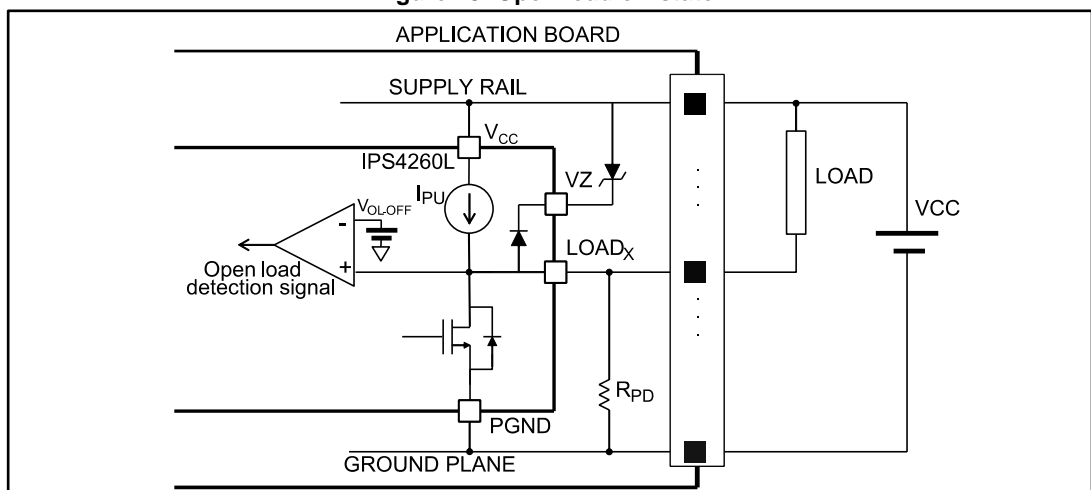 APPLICATION BOARD
SUPPLY RAIL
VCC
IPS4260L
VZ
IPU
VOL-OFF
LOAD
VCC
LOADX
-
+
Open load
detection signal
RPD
PGND
GROUND PLANE